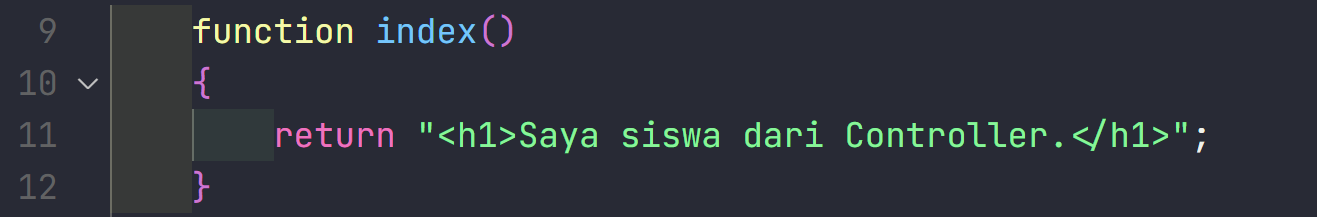 9 function index()
10 {
11 return "<h1>Saya siswa dari Controller.</h1>";
12 }